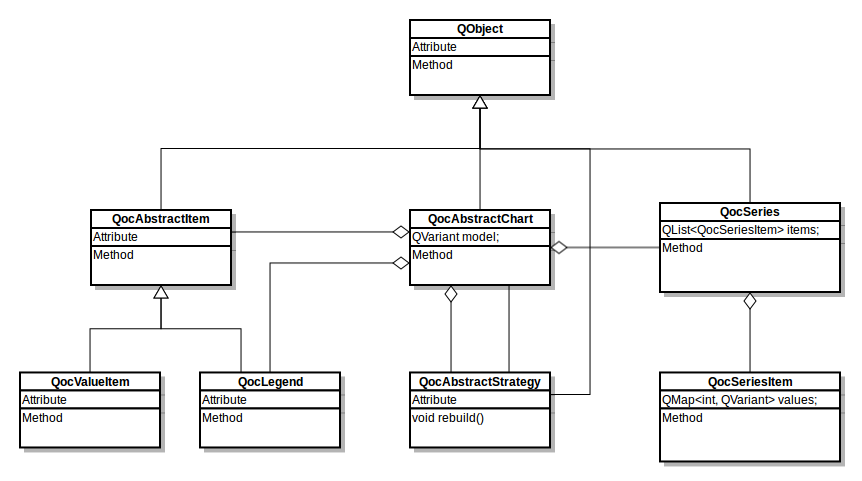 QObject
Attribute
Method
QocAbstractItem
Attribute
Method
QocAbstractChart
QVariant model;
Method
QocSeries
QList<QocSeriesItem> items;
Method
QocValueItem
Attribute
Method
QocLegend
Attribute
Method
QocAbstractStrategy
Attribute
void rebuild()
QocSeriesItem
QMap<int, QVariant> values;
Method